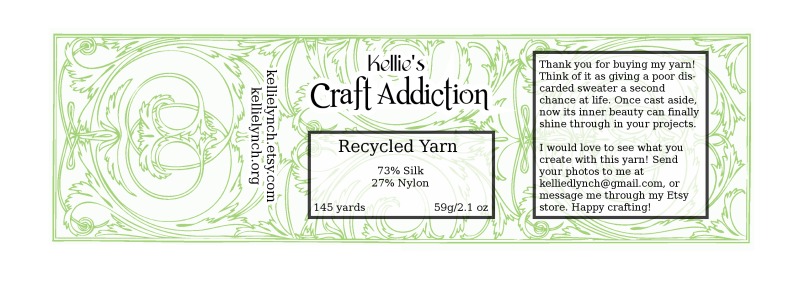 kellielynch.etsy.com
kellielynch.org
Kellie's
Craft Addiction
Recycled Yarn
73% Silk
27% Nylon
145 yards 59g/2.1 oz
Thank you for buying my yarn!
Think of it as giving a poor dis-
carded sweater a second
chance at life. Once cast aside,
now its inner beauty can finally
shine through in your projects.
I would love to see what you
create with this yarn! Send
your photos to me at
kelliedlynch@gmail.com, or
message me through my Etsy
store. Happy crafting!